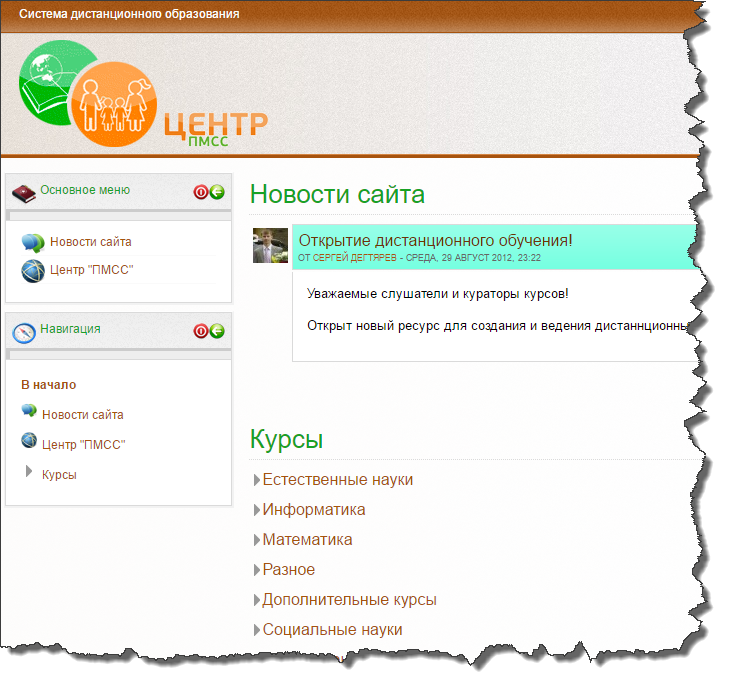 Система дистанционного образования
ЦЕНТР
ПМСС
Основное меню
Новости сайта
Центр "ПМСС"
Навигация
В начало
Новости сайта
Центр "ПМСС"
Курсы
Новости сайта
Открытие дистанционного обучения!
ОТ СЕРГЕЙ ДЕГТЯРЕВ - СРЕДА, 29 АВГУСТ 2012, 23:22
Уважаемые слушатели и кураторы курсов!
Открыт новый ресурс для создания и ведения дистаннционны
Курсы
Естественные науки
Информатика
Математика
Разное
Дополнительные курсы
Социальные науки